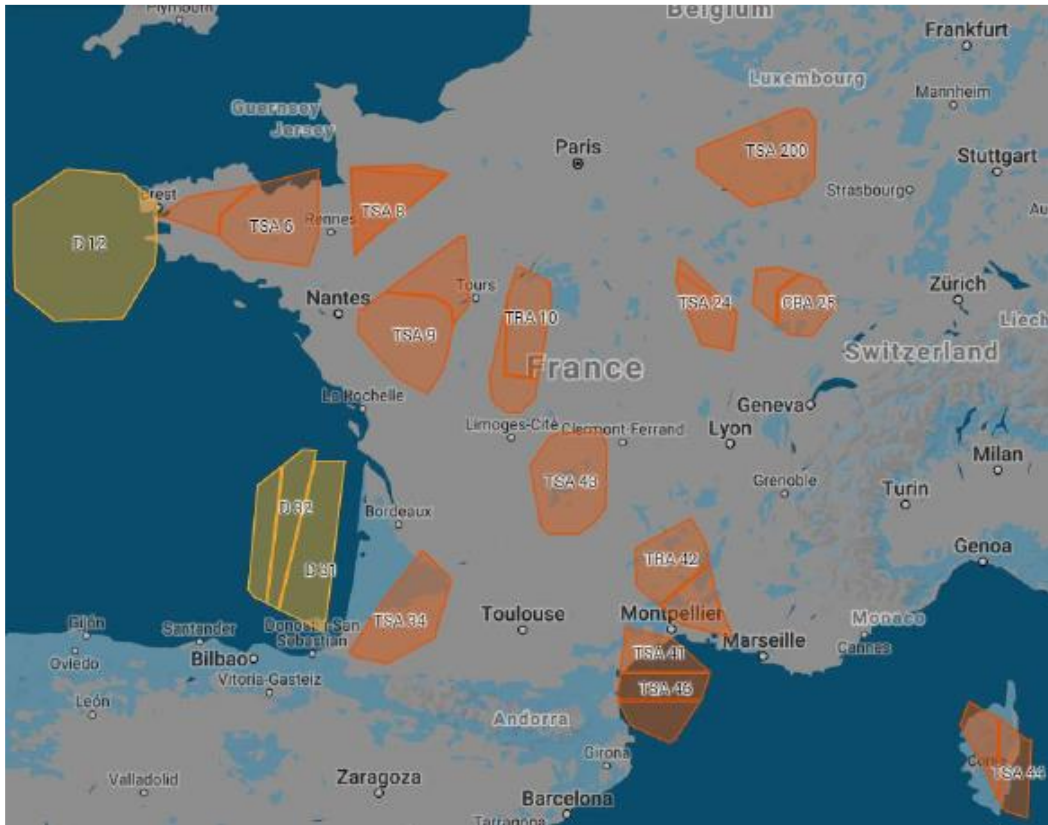 Plymouth
Belgium
Frankfurt
Luxembourg
Mannheim
Guernsey
Jersey
Paris
TSA 200
Stuttgart
Strasbourg
Brest
TSA 6
Rennes
TSA 8
D 12
Nantes
Tours
TSA 9
TRA 10
TSA 24
CBA 25
Zürich
Liech
France
Switzerland
La Rochelle
Geneva
Limoges-Cité
Clermont-Ferrand
Lyon
Milan
TSA 43
Grenoble
Turin
D 32
Bordeaux
D 31
TRA 42
Genoa
TSA 34
Toulouse
Montpellier
Monaco
Gijón
Santander
Donostia-San
Sebastián
Marseille
Cannes
Oviedo
Bilbao
TSA 41
Vitoria-Gasteiz
TSA 45
León
Andorra
Girona
Corse
TSA 44
Valladolid
Zaragoza
Barcelona
Tarragona